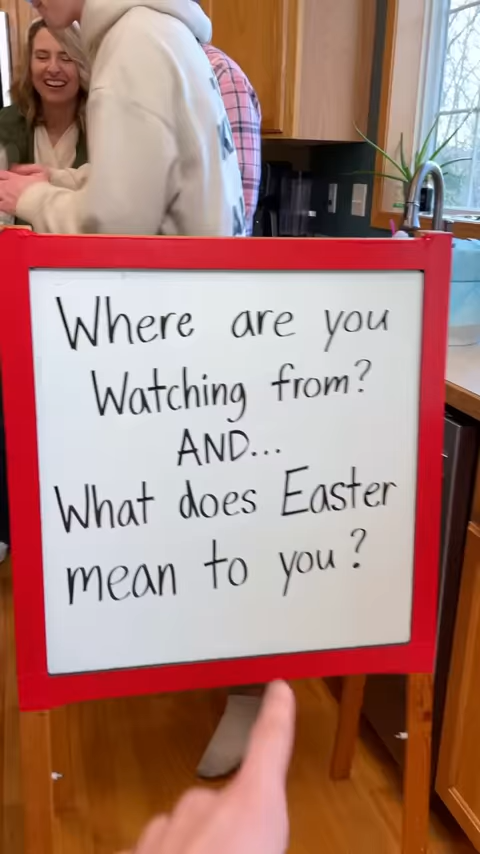 Where are you
Watching from?
AND...
What does Easter
mean to you?